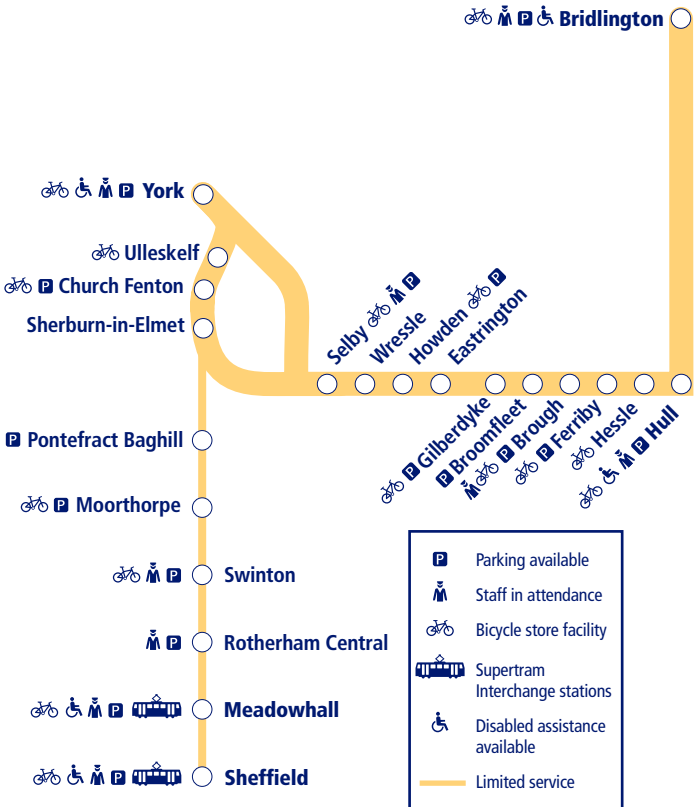 Bridlington
York
Ulleskelf
Church Fenton
Sherburn-in-Elmet
Selby
Wressle
Howden
Eastrington
Gilberdyke
Broomfleet
Brough
Ferriby
Hessle
Hull
Pontefract Baghill
Moorthorpe
Swinton
Rotherham Central
Meadowhall
Sheffield
P Parking available
Staff in attendance
Bicycle store facility
Supertram
Interchange stations
Disabled assistance
available
Limited service